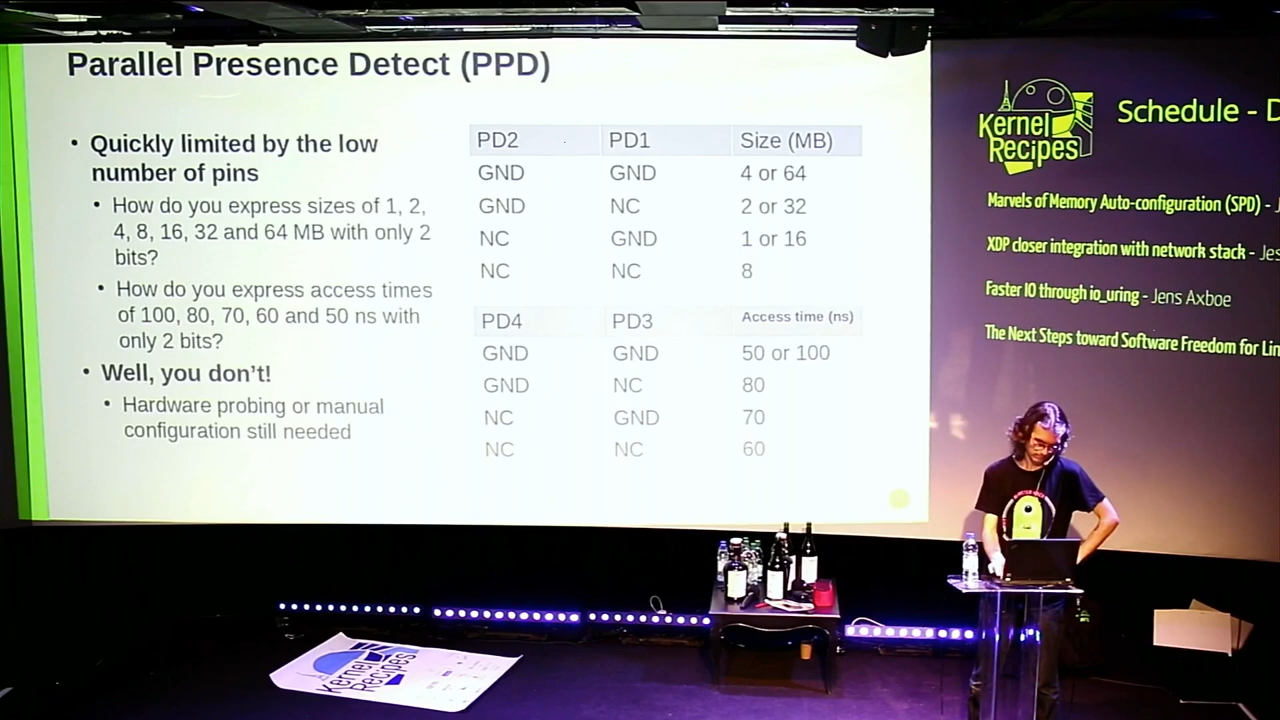 Parallel Presence Detect (PPD)
• Quickly limited by the low
number of pins
• How do you express sizes of 1, 2,
4, 8, 16, 32 and 64 MB with only 2
bits?
• How do you express access times
of 100, 80, 70, 60 and 50 ns with
only 2 bits?
• Well, you don't!
• Hardware probing or manual
configuration still needed
PD2 PD1 Size (MB)
GND GND 4 or 64
GND NC 2 or 32
NC GND 1 or 16
NC NC 8
PD4 PD3 Access time (ns)
GND GND 50 or 100
GND NC 80
NC GND 70
NC NC 60
Kernel
Recipes
Schedule - D
Marvels of Memory Auto-configuration (SPD) - J
XDP closer integration with network stack - Jes
Faster IO through io_uring - Jens Axboe
The Next Steps toward Software Freedom for Lin
Kernel
Recipes